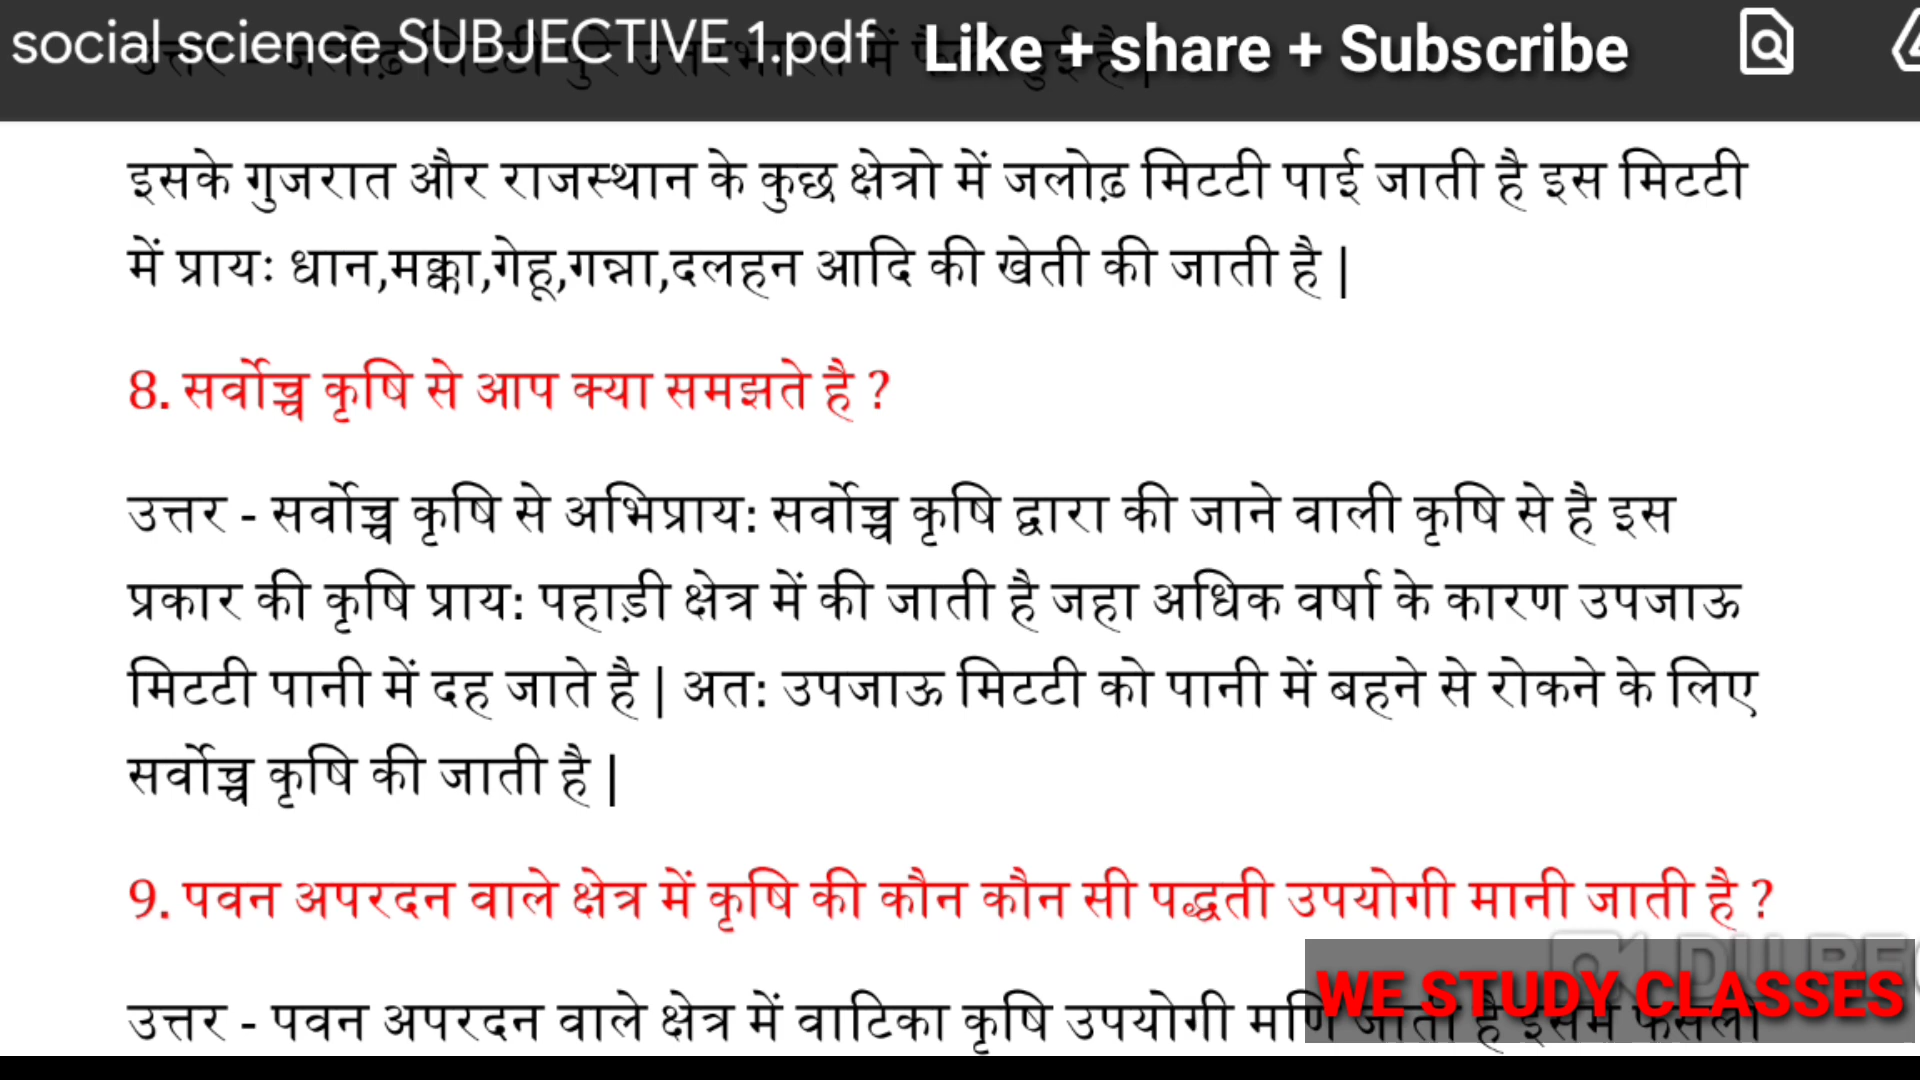 social science SUBJECTIVE 1.pdf Like + share + Subscribe
इसके गुजरात और राजस्थान के कुछ क्षेत्रो में जलोढ़ मिटटी पाई जाती है इस मिटटी
में प्रायः धान,मक्का,गेहू,गन्ना,दलहन आदि की खेती की जाती है |
8. सर्वोच्च कृषि से आप क्या समझते है ?
उत्तर - सर्वोच्च कृषि से अभिप्राय: सर्वोच्च कृषि द्वारा की जाने वाली कृषि से है इस
प्रकार की कृषि प्राय: पहाड़ी क्षेत्र में की जाती है जहा अधिक वर्षा के कारण उपजाऊ
मिटटी पानी में दह जाते है | अत: उपजाऊ मिटटी को पानी में बहने से रोकने के लिए
सर्वोच्च कृषि की जाती है |
9. पवन अपरदन वाले क्षेत्र में कृषि की कौन कौन सी पद्धती उपयोगी मानी जाती है ?
WE STUDY CLASSES
उत्तर - पवन अपरदन वाले क्षेत्र में वाटिका कृषि उपयोगी मणि जाती है इसमे फसलो